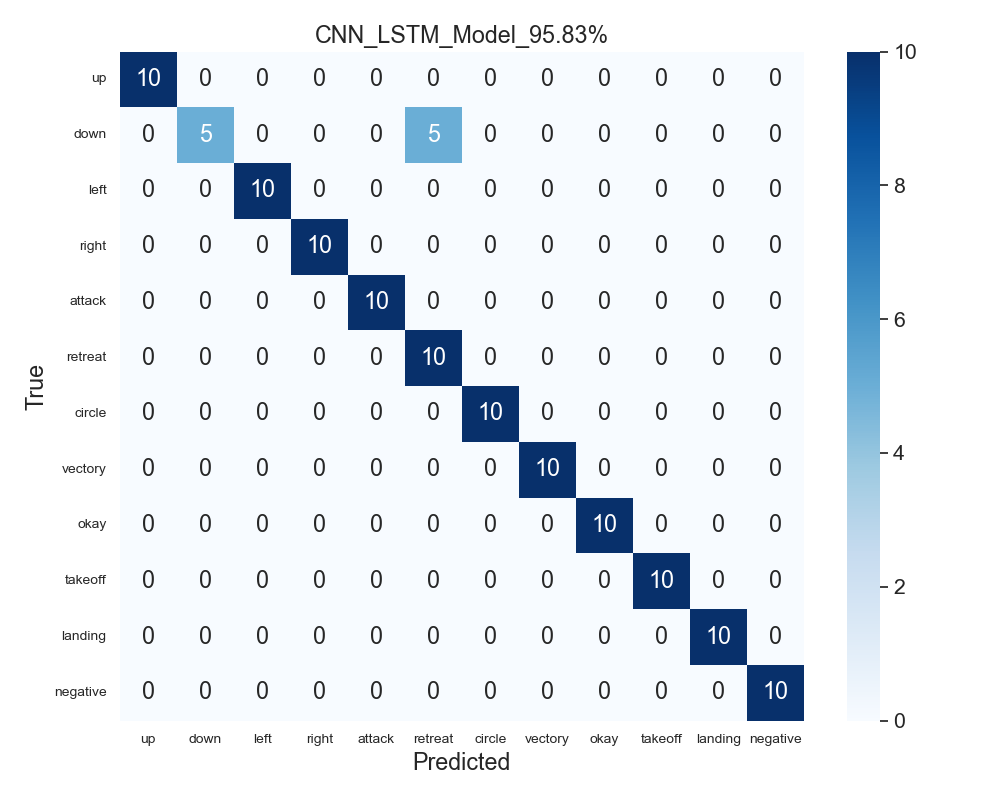 CNN_LSTM_Model_95.83%
up 10 0 0 0 0 0 0 0 0 0 0 0
down 0 5 0 0 0 5 0 0 0 0 0 0
left 0 0 10 0 0 0 0 0 0 0 0 0
right 0 0 0 10 0 0 0 0 0 0 0 0
attack 0 0 0 0 10 0 0 0 0 0 0 0
retreat 0 0 0 0 0 10 0 0 0 0 0 0
circle 0 0 0 0 0 0 10 0 0 0 0 0
vectory 0 0 0 0 0 0 0 10 0 0 0 0
okay 0 0 0 0 0 0 0 0 10 0 0 0
takeoff 0 0 0 0 0 0 0 0 0 10 0 0
landing 0 0 0 0 0 0 0 0 0 0 10 0
negative 0 0 0 0 0 0 0 0 0 0 0 10
up down left right attack retreat circle vectory okay takeoff landing negative
Predicted
True
10
8
6
4
2
0